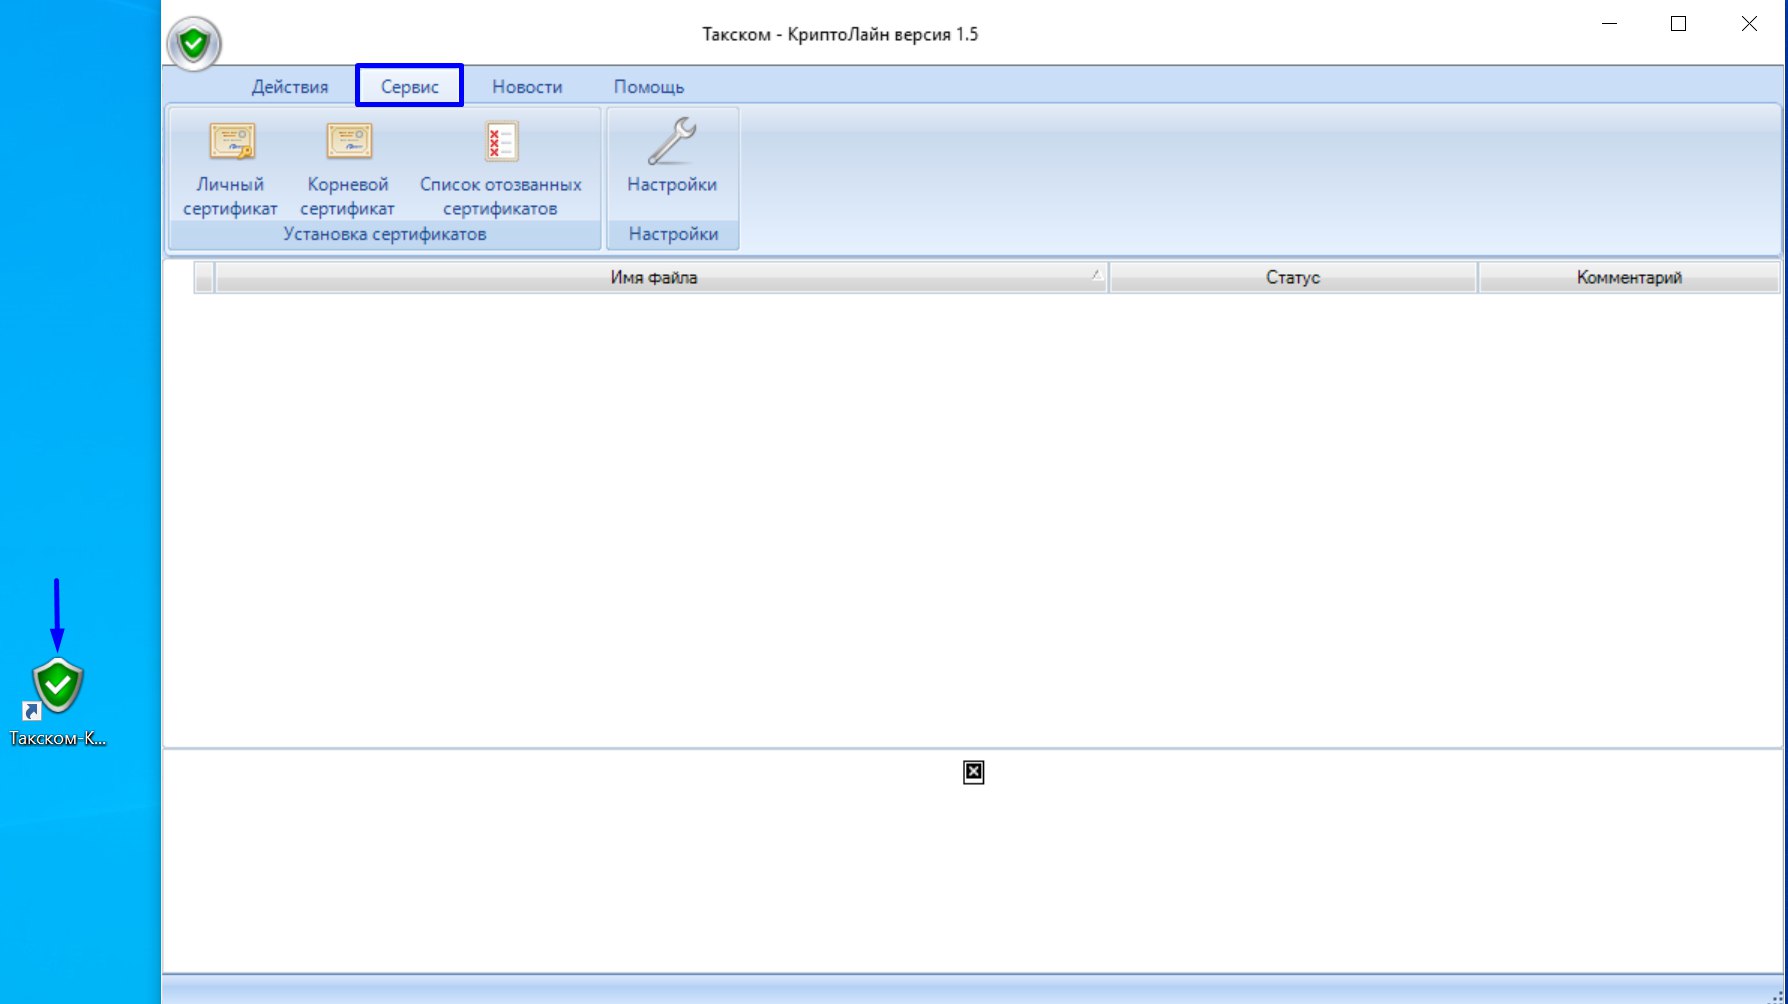 Такском - КриптоЛайн версия 1.5
Действия Сервис Новости Помощь
Личный сертификат
Корневой сертификат
Список отозванных сертификатов
Настройки
Установка сертификатов
Настройки
Имя файла Статус Комментарий
Такском-К...